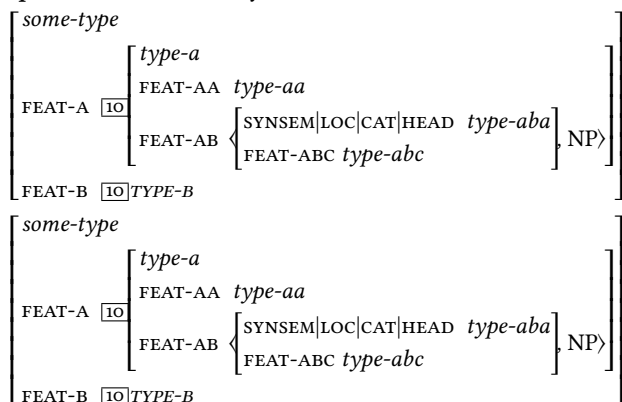 some-type
type-a
FEAT-AA type-aa
FEAT-A 10
FEAT-AB ⟨[SYNSEM|LOC|CAT|HEAD type-aba
FEAT-ABC type-abc], NP⟩
FEAT-B 10 TYPE-B
some-type
type-a
FEAT-AA type-aa
FEAT-A 10
FEAT-AB ⟨[SYNSEM|LOC|CAT|HEAD type-aba
FEAT-ABC type-abc], NP⟩
FEAT-B 10 TYPE-B